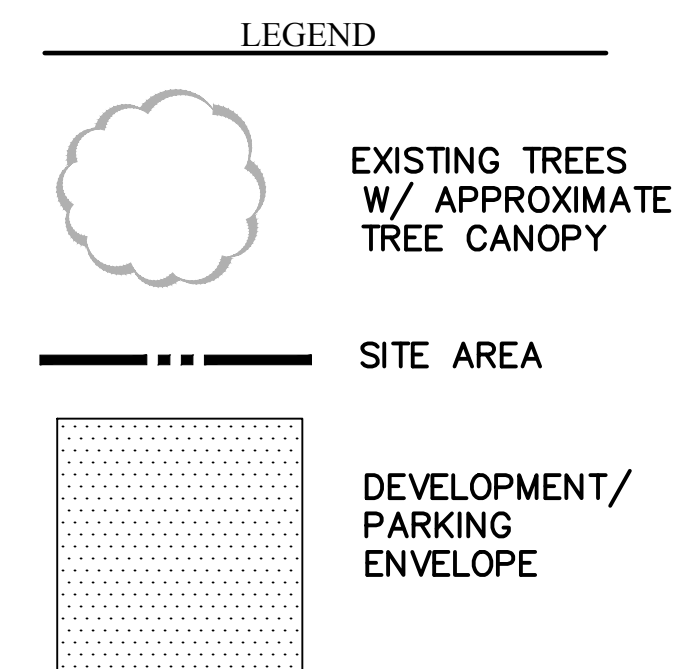 LEGEND
EXISTING TREES
W/ APPROXIMATE
TREE CANOPY
SITE AREA
DEVELOPMENT/
PARKING
ENVELOPE